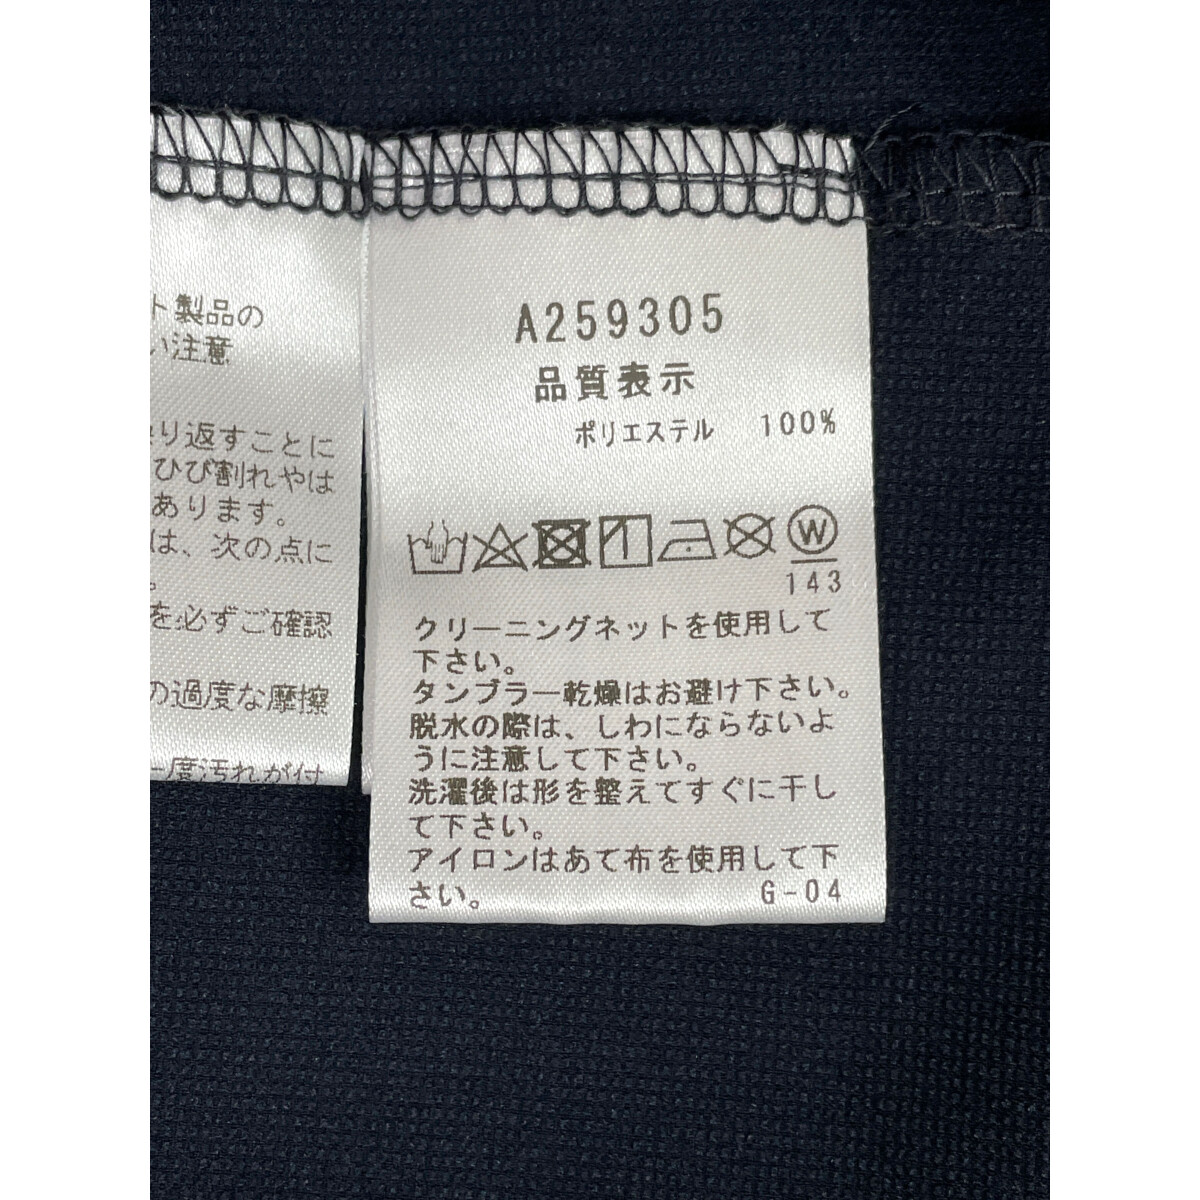 ト製品の
い注意
り返すことに
ひび割れやは
あります。
は、次の点に
。
を必ずご確認
の過度な摩擦
度汚れが付
A259305
品質表示
ポリエステル 100%
W
143
クリーニングネットを使用して
下さい。
タンブラー乾燥はお避け下さい。
脱水の際は、しわにならないよ
うに注意して下さい。
洗濯後は形を整えてすぐに干し
て下さい。
アイロンはあて布を使用して下
さい。 G-04